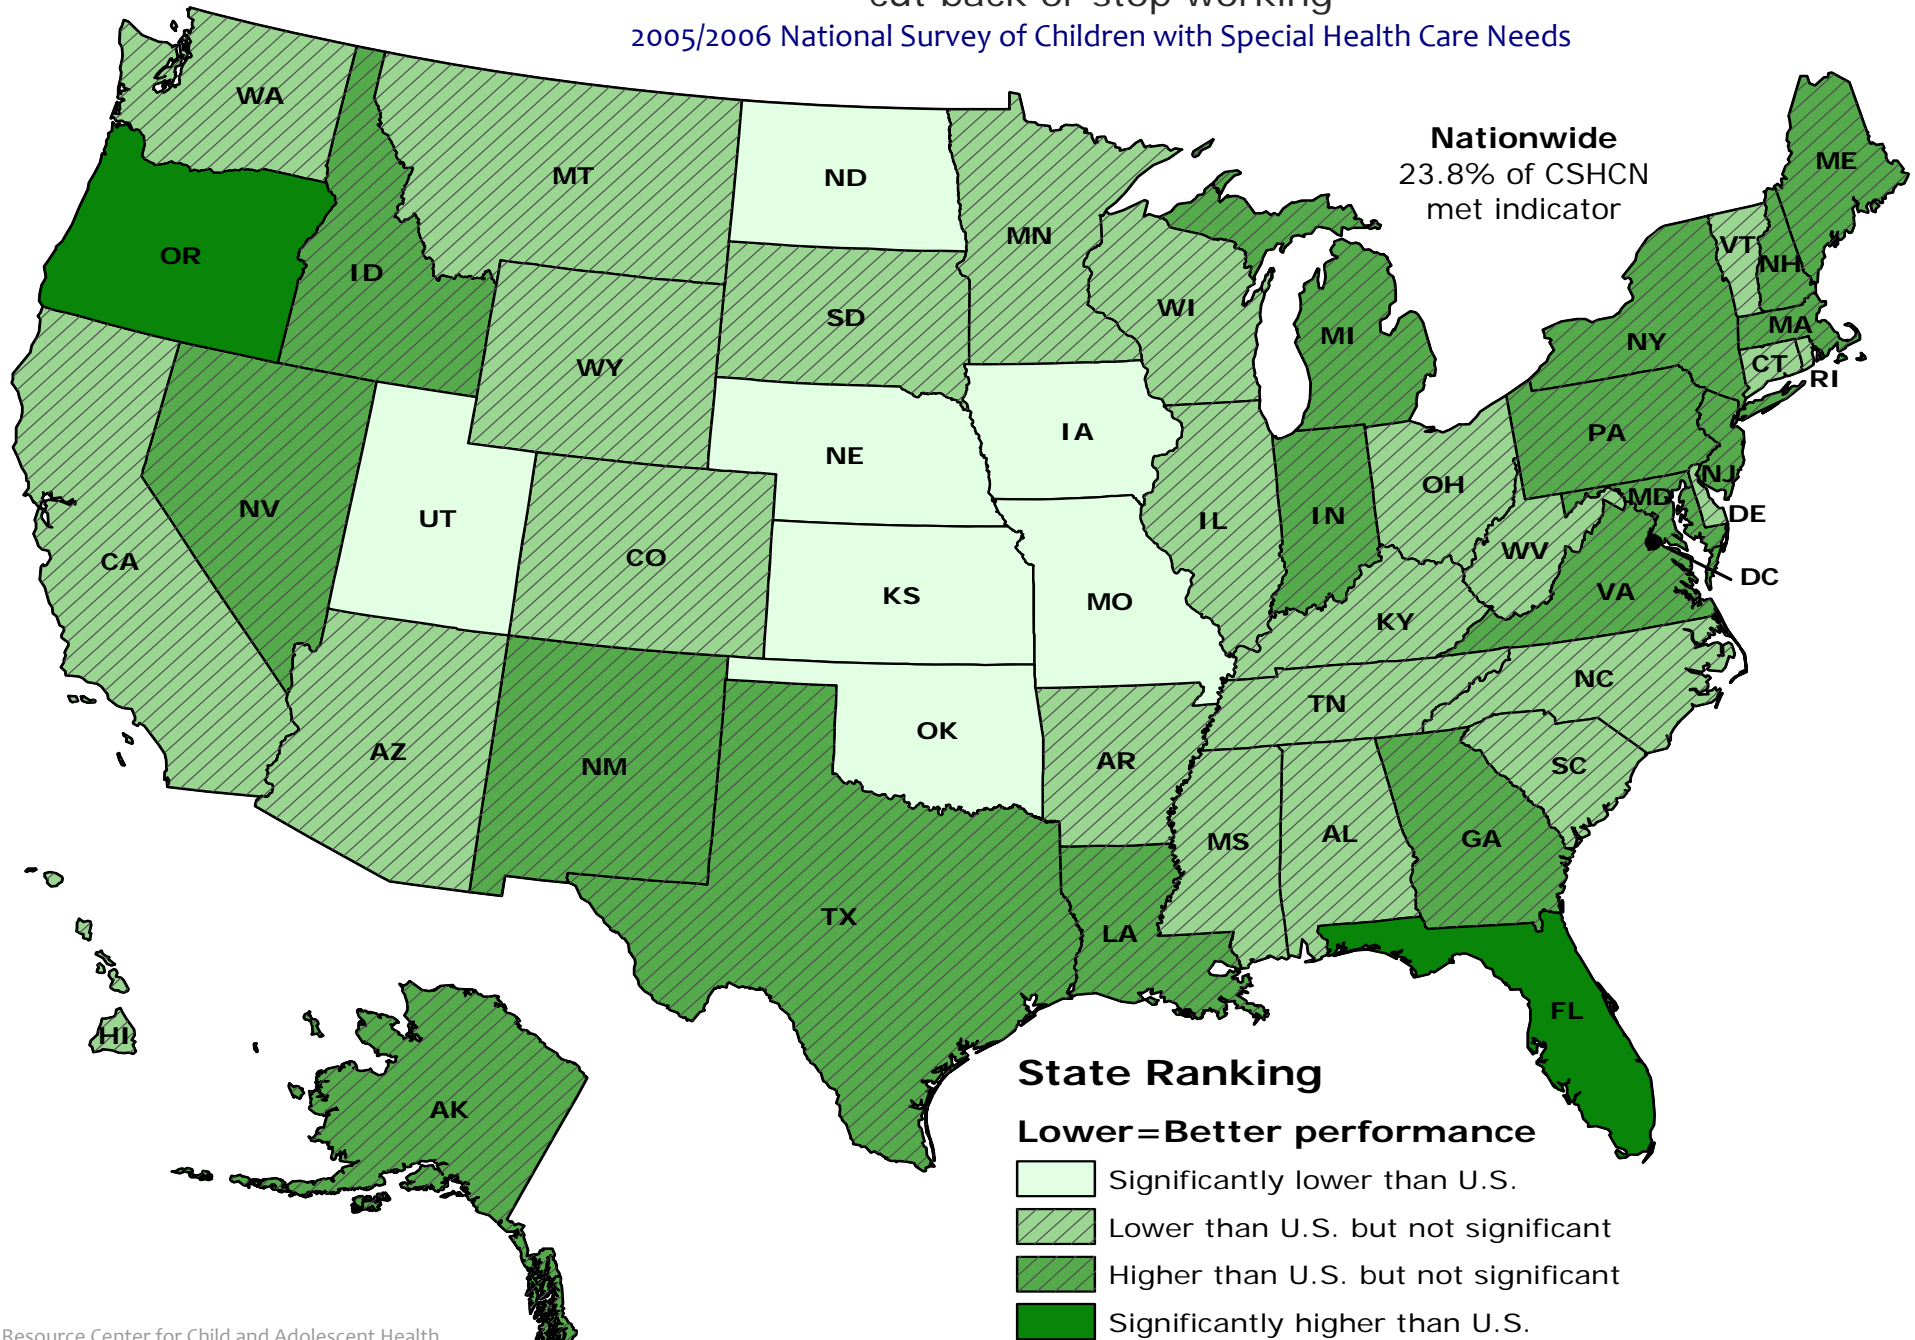 cut back or stop working
2005/2006 National Survey of Children with Special Health Care Needs
Nationwide
23.8% of CSHCN
met indicator
WA
MT
ND
MN
ME
OR
ID
SD
WI
MI
VT
NH
NY
MA
CT
RI
WY
NE
IA
PA
NJ
OH
IN
IL
MD
DE
NV
UT
CO
CA
KS
MO
WV
VA
DC
KY
NC
TN
AZ
NM
OK
AR
SC
MS
AL
GA
TX
LA
FL
HI
AK
State Ranking
Lower=Better performance
Significantly lower than U.S.
Lower than U.S. but not significant
Higher than U.S. but not significant
Significantly higher than U.S.
Resource Center for Child and Adolescent Health